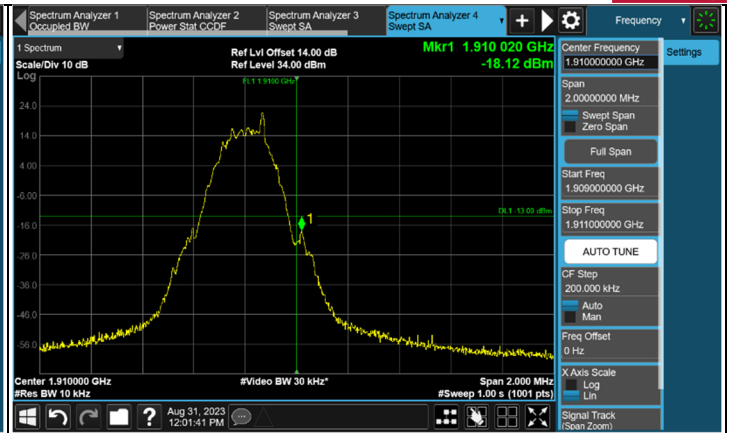 Spectrum Analyzer 1
Occupied BW
Spectrum Analyzer 2
Power Stat CCDF
Spectrum Analyzer 3
Swept SA
Spectrum Analyzer 4
Swept SA
Frequency
1 Spectrum
Scale/Div 10 dB
Log
Ref Lvl Offset 14.00 dB
Ref Level 34.00 dBm
Mkr1 1.910 020 GHz
-18.12 dBm
FL1 1.9100 GHz
24.0
14.0
4.00
-6.00
-16.0
-26.0
-36.0
-46.0
-56.0
DL1 -13.00 dBm
1
Center 1.910000 GHz
#Res BW 10 kHz
#Video BW 30 kHz*
Span 2.000 MHz
#Sweep 1.00 s (1001 pts)
Center Frequency
1.910000000 GHz
Settings
Span
2.00000000 MHz
Swept Span
Zero Span
Full Span
Start Freq
1.909000000 GHz
Stop Freq
1.911000000 GHz
AUTO TUNE
CF Step
200.000 kHz
Auto
Man
Freq Offset
0 Hz
X Axis Scale
Log
Lin
Signal Track
(Span Zoom)
?
Aug 31, 2023
12:01:41 PM